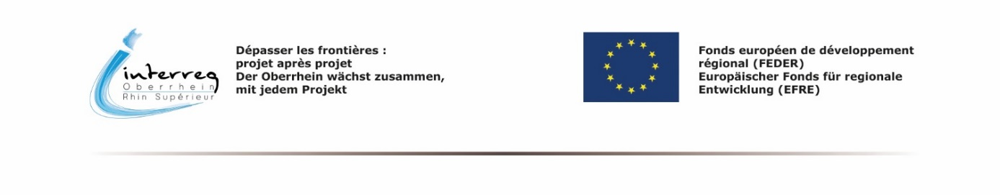 interreg
Oberrhein
Rhin Supérieur
Dépasser les frontières :
projet après projet
Der Oberrhein wächst zusammen,
mit jedem Projekt
Fonds européen de développement
régional (FEDER)
Europäischer Fonds für regionale
Entwicklung (EFRE)